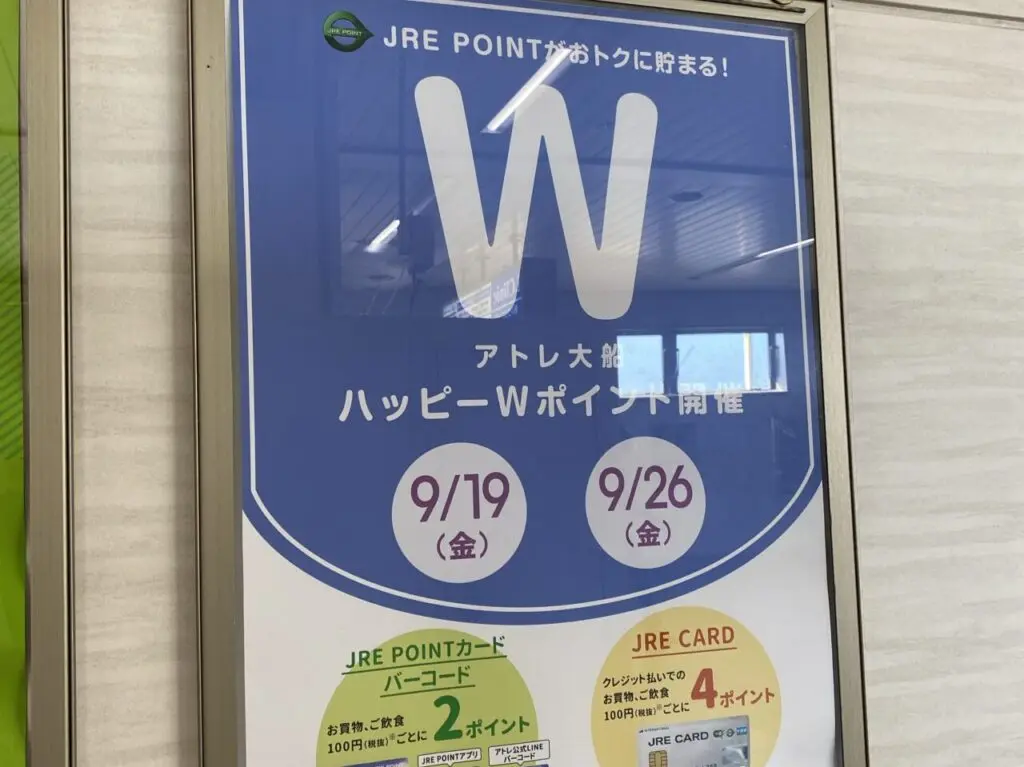 JRE POINT
JRE POINTがおトクに貯まる!
W
アトレ大船
ハッピーWポイント開催
9/19
(金)
9/26
(金)
JRE POINTカード
バーコード
お買物、ご飲食
100円(税抜)※ごとに
2ポイント
JRE POINTアプリ
アトレ公式LINE
バーコード
JRE CARD
クレジット払いでの
お買物、ご飲食
100円(税抜)※ごとに
4ポイント
JRE CARD